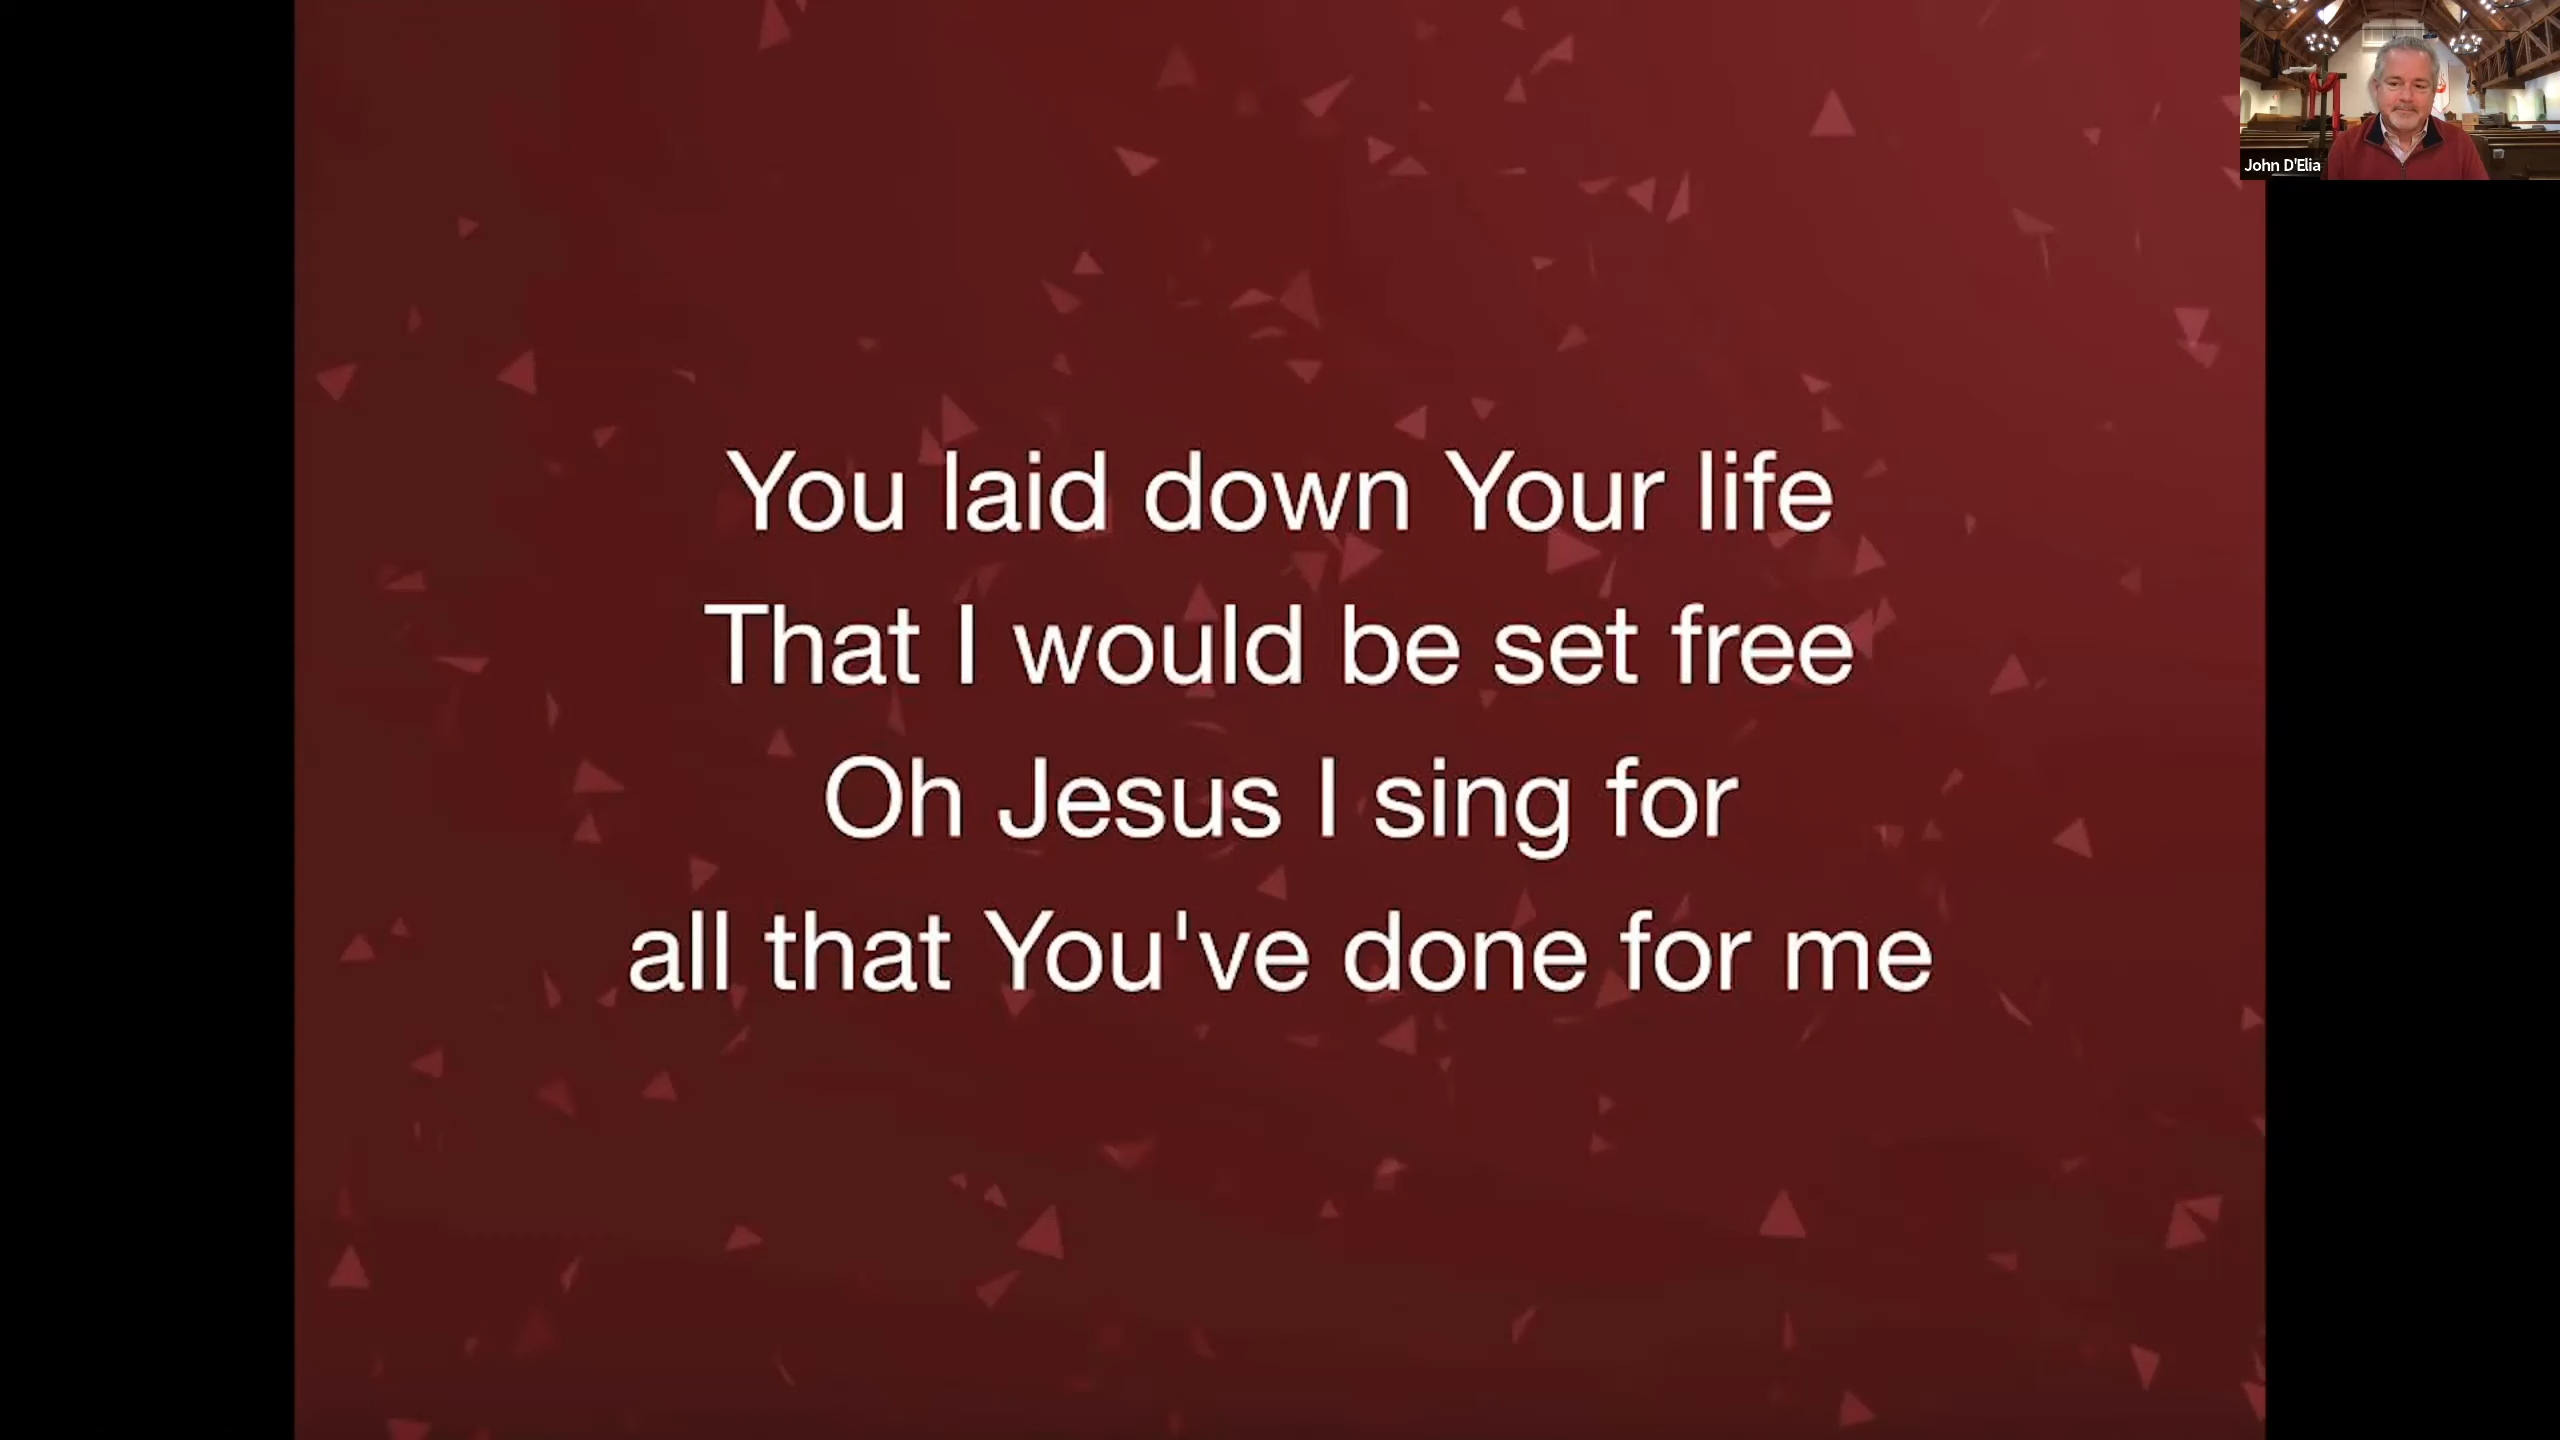 You laid down Your life
That I would be set free
Oh Jesus I sing for
all that You've done for me
John D'Elia